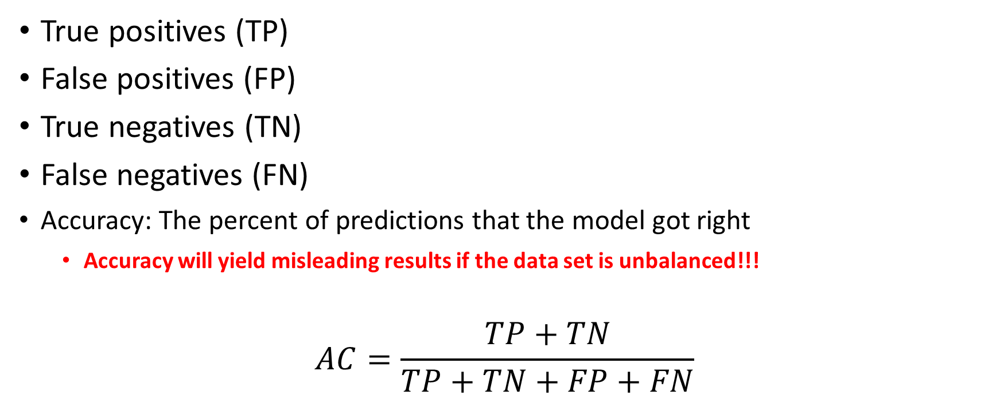 • True positives (TP)
• False positives (FP)
• True negatives (TN)
• False negatives (FN)
• Accuracy: The percent of predictions that the model got right
• Accuracy will yield misleading results if the data set is unbalanced!!!
AC = (TP + TN) / (TP + TN + FP + FN)